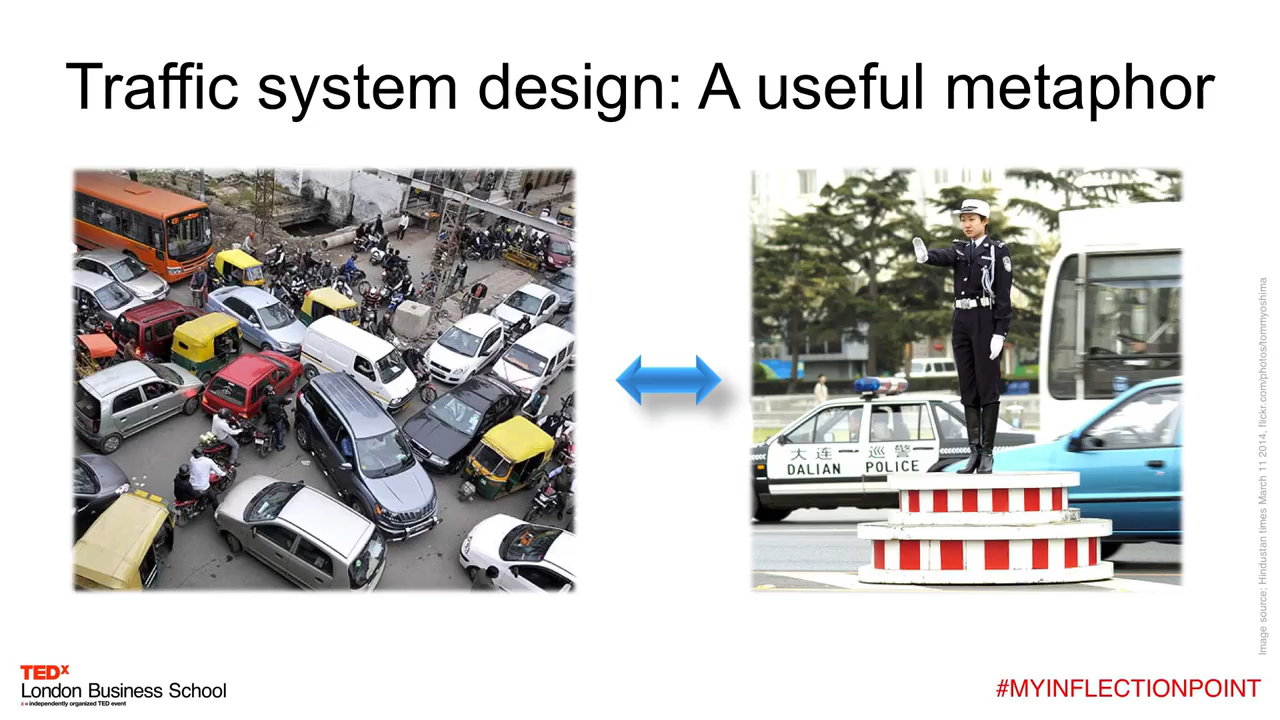 Traffic system design: A useful metaphor
大连 巡警
DALIAN POLICE
Image source: Hindustan times March 11 2014, flickr.com/photos/tommyoshima
TEDx
London Business School
x = independently organized TED event
#MYINFLECTIONPOINT